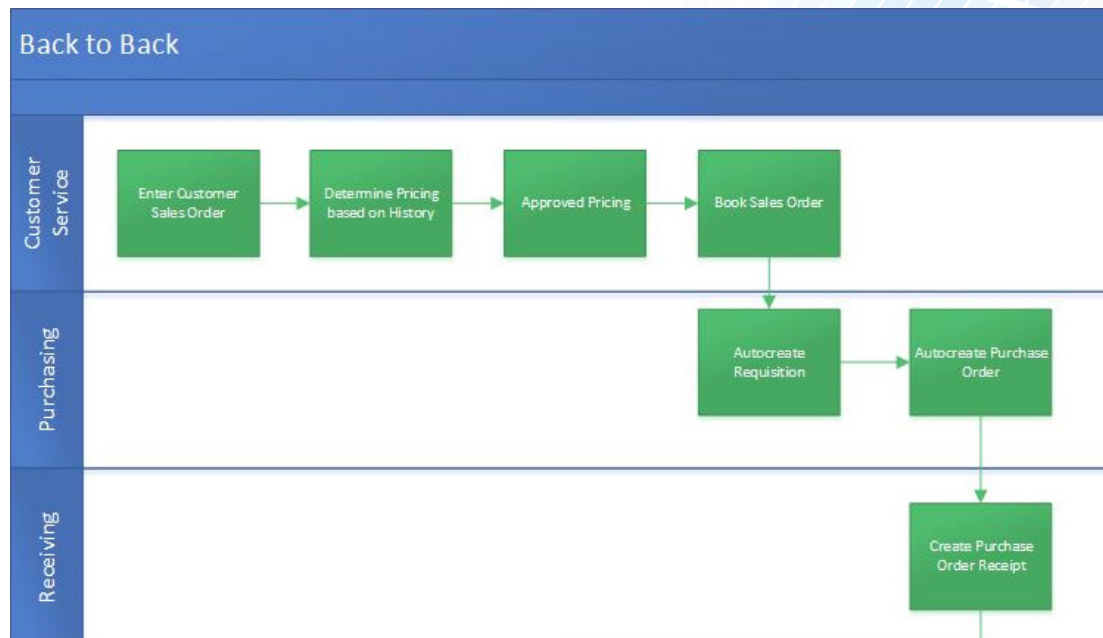 Back to Back
Customer
Service
Enter Customer
Sales Order
Determine Pricing
based on History
Approved Pricing
Book Sales Order
Purchasing
Autocreate
Requisition
Autocreate Purchase
Order
Receiving
Create Purchase
Order Receipt